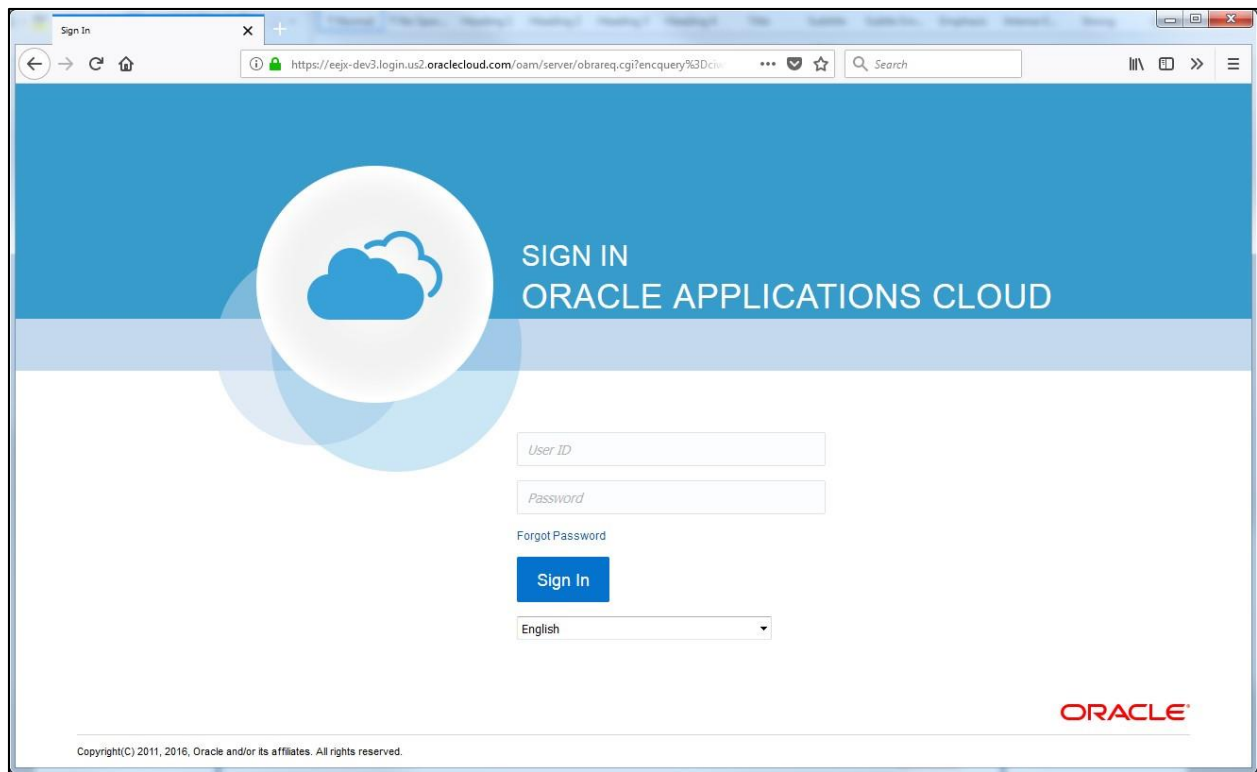 Sign In
https://eejx-dev3.login.us2.oraclecloud.com/oam/server/obrareq.cgi?encquery%3Dci
Search
SIGN IN
ORACLE APPLICATIONS CLOUD
User ID
Password
Forgot Password
Sign In
English
ORACLE
Copyright(C) 2011, 2016, Oracle and/or its affiliates. All rights reserved.